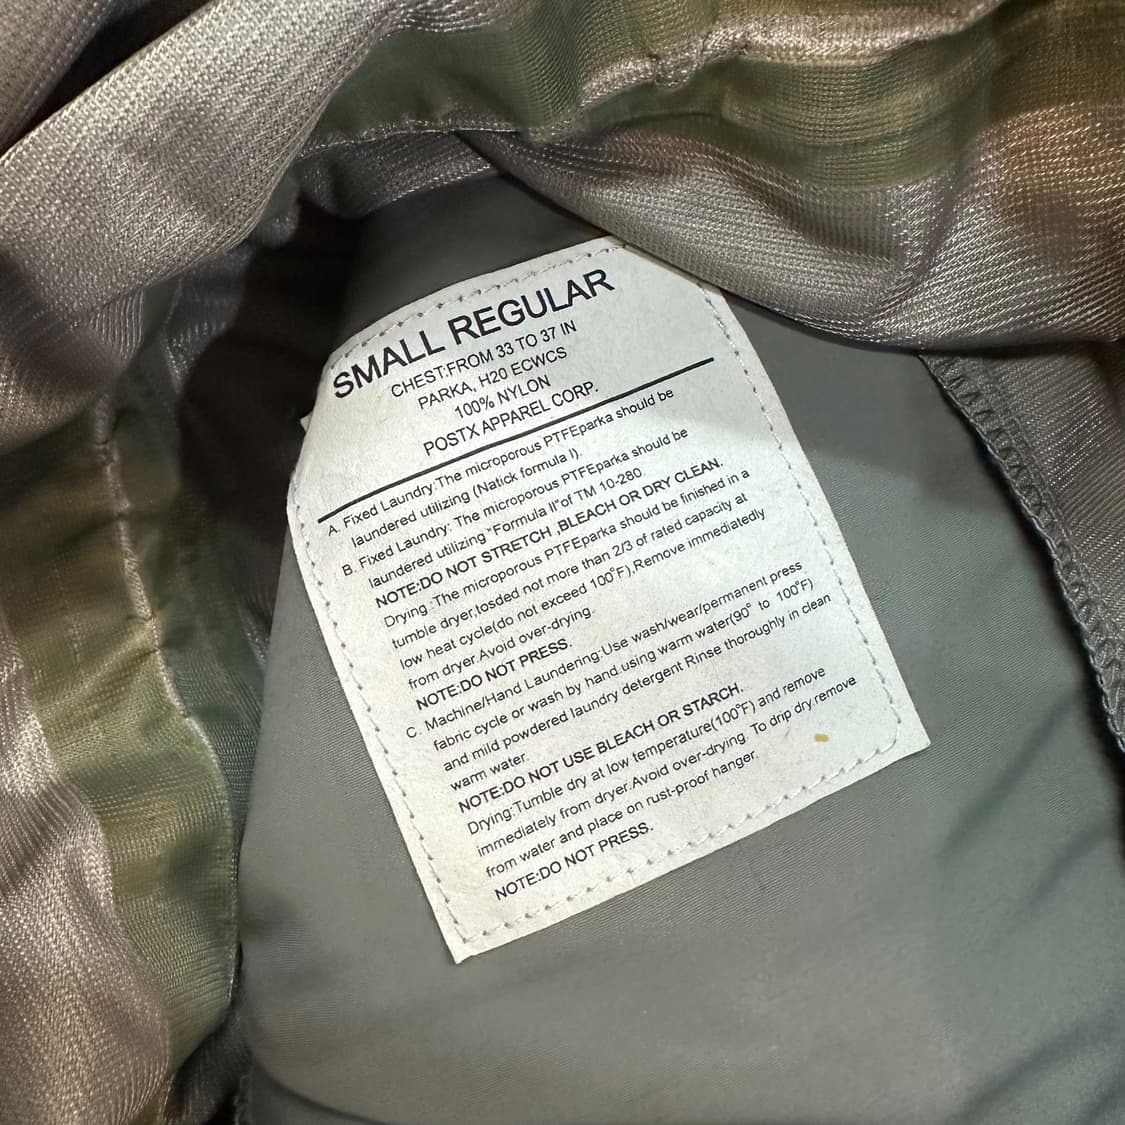 SMALL REGULAR
CHEST:FROM 33 TO 37 IN
PARKA, H20 ECWCS
100% NYLON
POSTX APPAREL CORP.
A. Fixed Laundry:The microporous PTFEparka should be
laundered utilizing (Natick formula I).
B. Fixed Laundry: The microporous PTFEparka should be
laundered utilizing "Formula II"of TM 10-280.
NOTE:DO NOT STRETCH ,BLEACH OR DRY CLEAN.
Drying :The microporous PTFEparka should be finished in a
tumble dryer,tosded not more than 2/3 of rated capacity at
low heat cycle(do not exceed 100°F),Remove immediatedly
from dryer.Avoid over-drying.
NOTE:DO NOT PRESS.
C. Machine/Hand Laundering:Use wash/wear/permanent press
fabric cycle or wash by hand.using warm water(90° to 100°F)
and mild powdered laundry detergent Rinse thoroughly in clean
warm water.
NOTE:DO NOT USE BLEACH OR STARCH.
Drying:Tumble dry at low temperature(100°F) and remove
immediately from dryer.Avoid over-drying. To drip dry.remove
from water and place on rust-proof hanger.
NOTE:DO NOT PRESS.